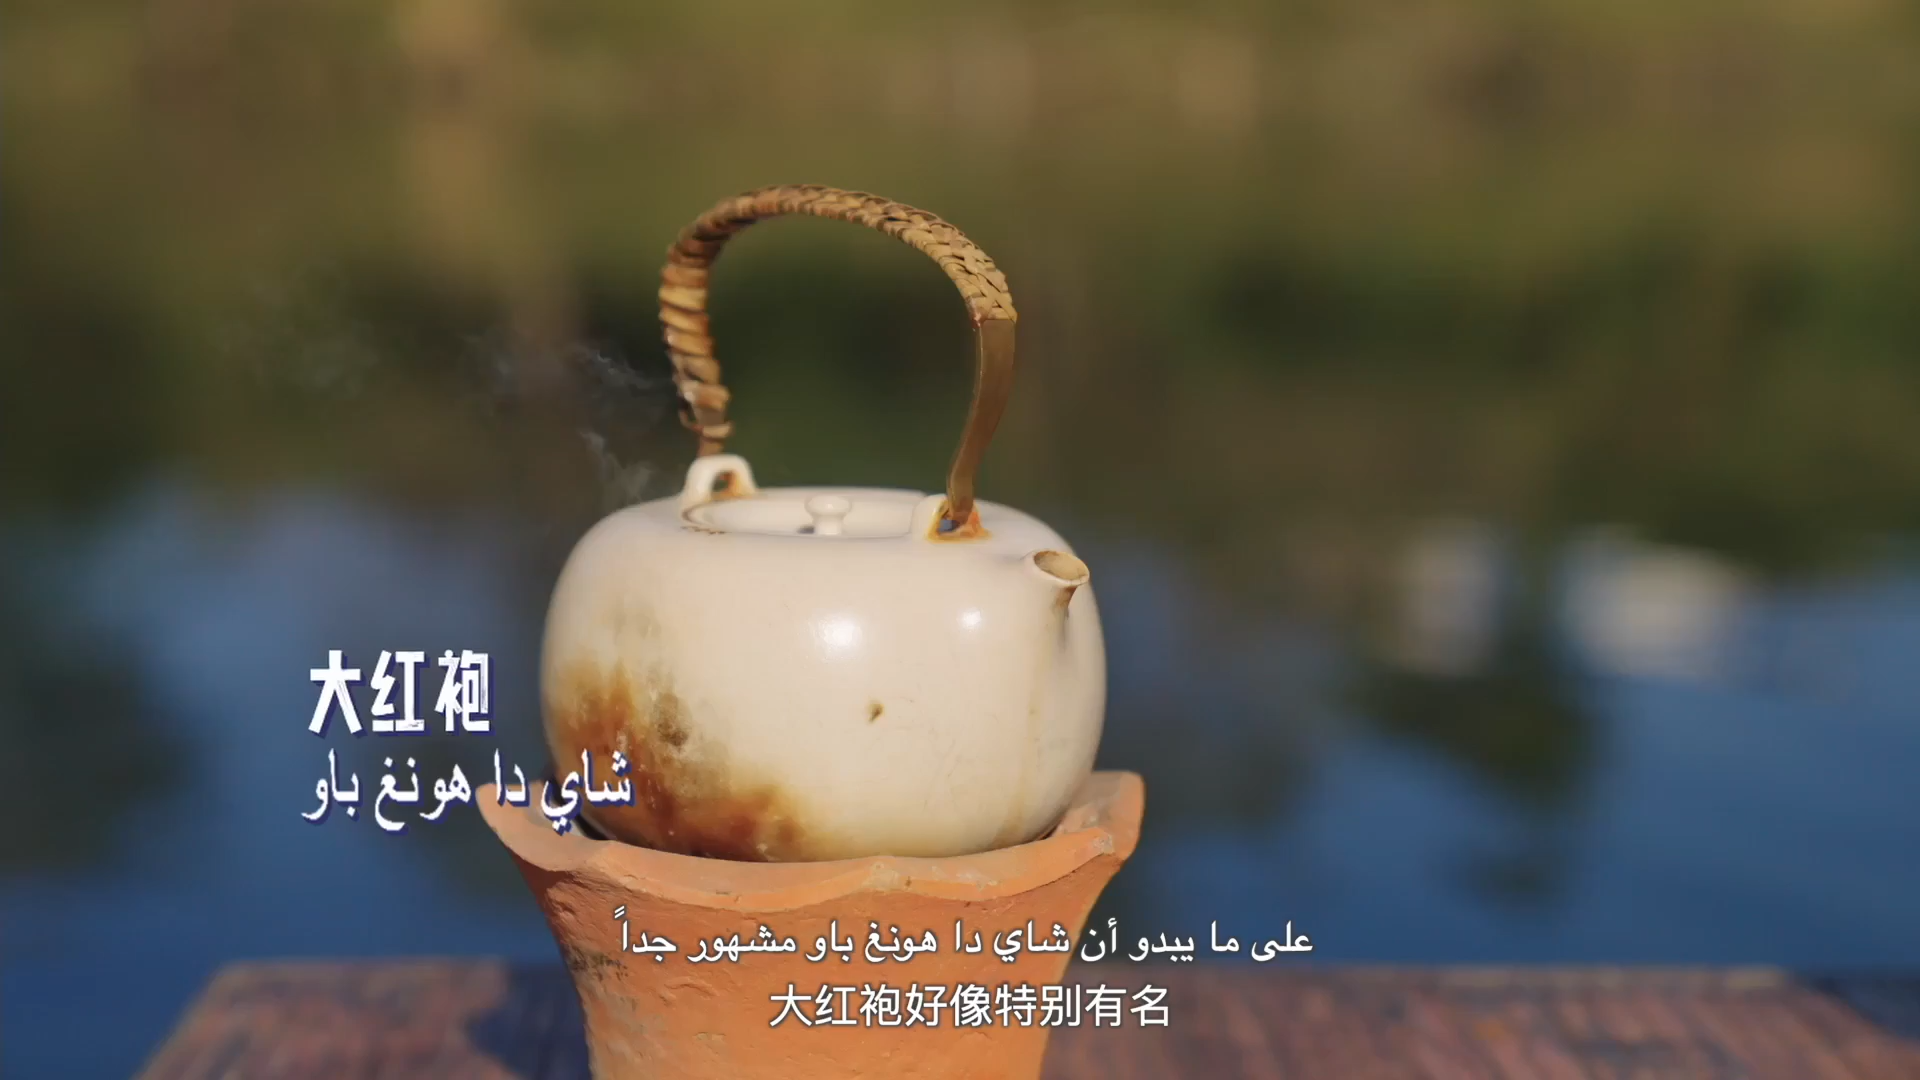 大红袍
شاي دا هونغ باو
على ما يبدو أن شاي دا هونغ باو مشهور جداً
大红袍好像特别有名